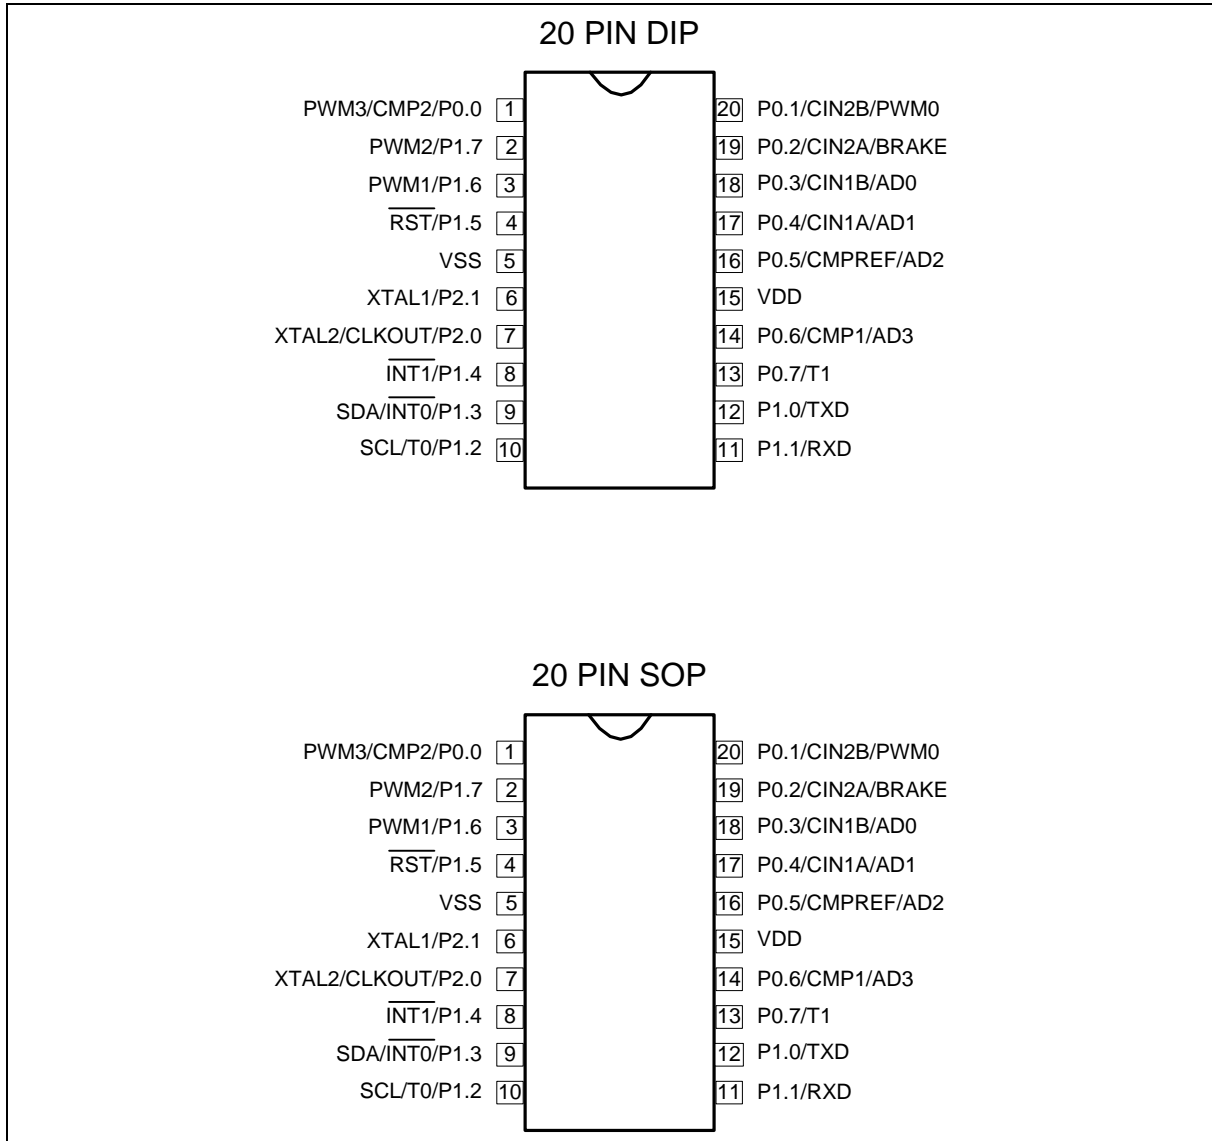 20 PIN DIP
PWM3/CMP2/P0.0 1 20 P0.1/CIN2B/PWM0
PWM2/P1.7 2 19 P0.2/CIN2A/BRAKE
PWM1/P1.6 3 18 P0.3/CIN1B/AD0
R̅S̅T̅/P1.5 4 17 P0.4/CIN1A/AD1
VSS 5 16 P0.5/CMPREF/AD2
XTAL1/P2.1 6 15 VDD
XTAL2/CLKOUT/P2.0 7 14 P0.6/CMP1/AD3
I̅N̅T̅1̅/P1.4 8 13 P0.7/T1
SDA/I̅N̅T̅0̅/P1.3 9 12 P1.0/TXD
SCL/T0/P1.2 10 11 P1.1/RXD
20 PIN SOP
PWM3/CMP2/P0.0 1 20 P0.1/CIN2B/PWM0
PWM2/P1.7 2 19 P0.2/CIN2A/BRAKE
PWM1/P1.6 3 18 P0.3/CIN1B/AD0
R̅S̅T̅/P1.5 4 17 P0.4/CIN1A/AD1
VSS 5 16 P0.5/CMPREF/AD2
XTAL1/P2.1 6 15 VDD
XTAL2/CLKOUT/P2.0 7 14 P0.6/CMP1/AD3
I̅N̅T̅1̅/P1.4 8 13 P0.7/T1
SDA/I̅N̅T̅0̅/P1.3 9 12 P1.0/TXD
SCL/T0/P1.2 10 11 P1.1/RXD